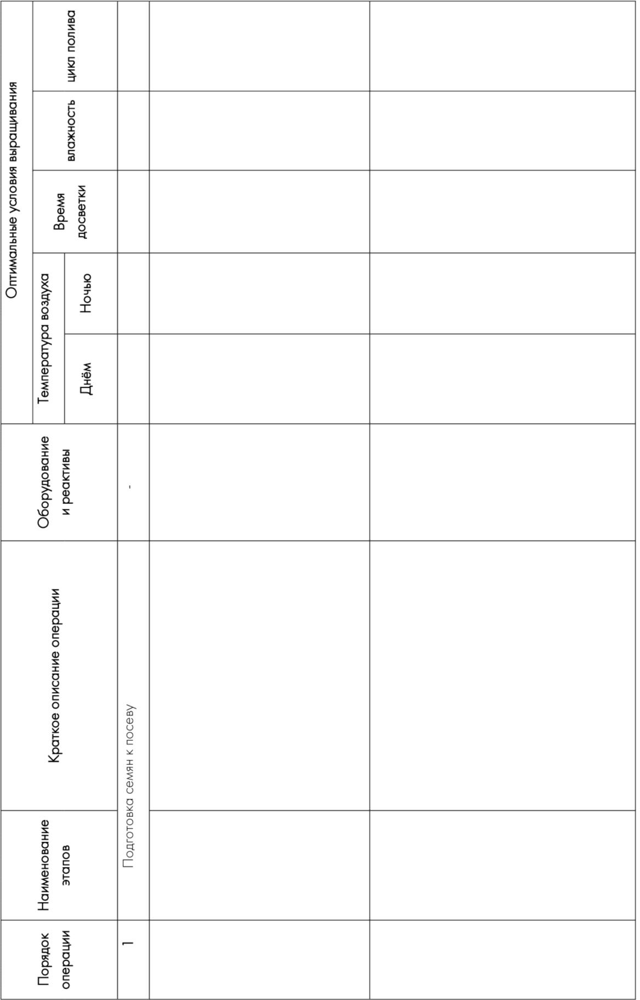 Порядок
операции
Наименование
этапов
Краткое описание операции
Оборудование
и реактивы
Оптимальные условия выращивания
Температура воздуха
Днём
Ночью
Время
досветки
влажность
цикл полива
1
Подготовка семян к посеву
-